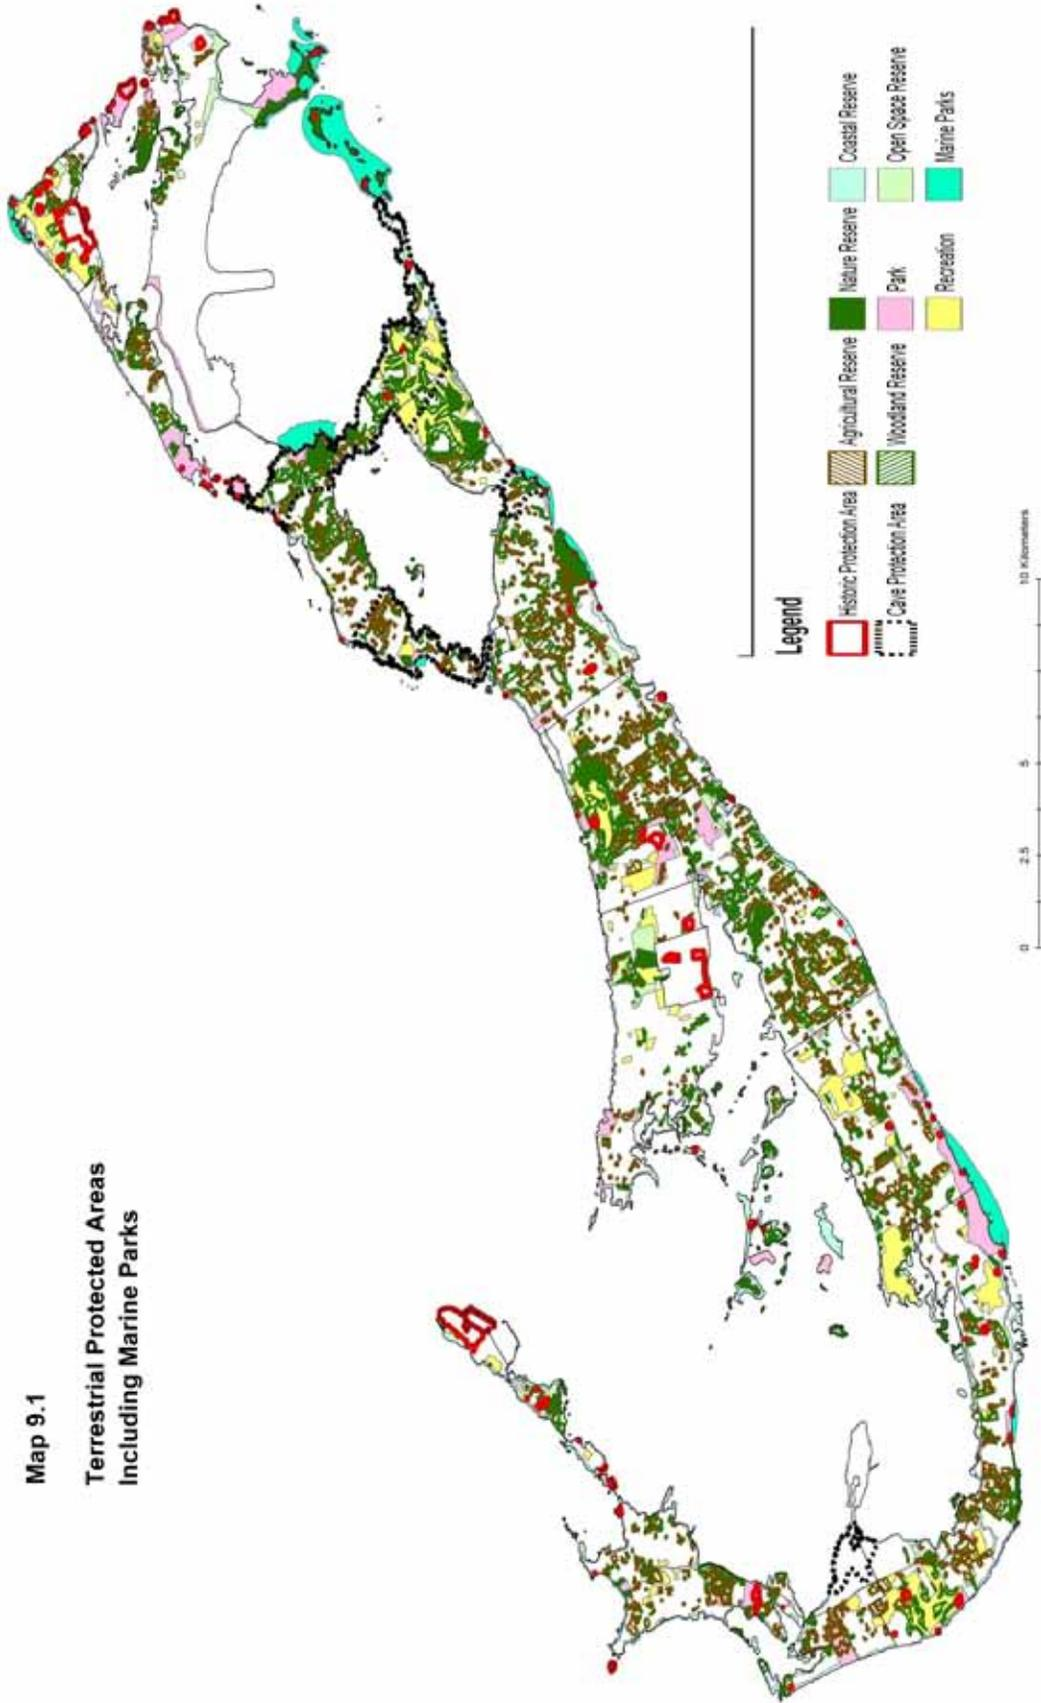 Map 9.1
Terrestrial Protected Areas
Including Marine Parks
Legend
Historic Protection Area
Agricultural Reserve
Nature Reserve
Coastal Reserve
Cave Protection Area
Woodland Reserve
Park
Open Space Reserve
Recreation
Marine Parks
0 2.5 5 10 Kilometers